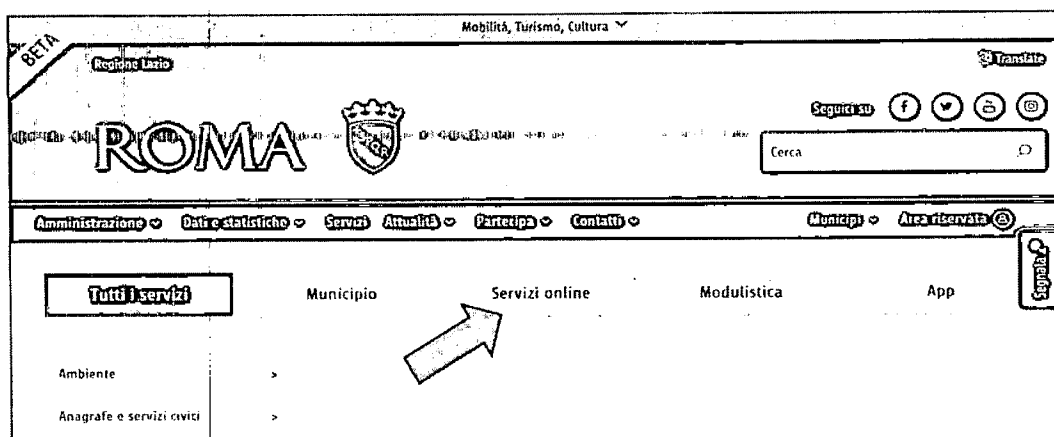 Mobilità, Turismo, Cultura
BETA
Regione Lazio
Translate
Seguici su
ROMA
SPQR
Cerca
Amministrazione Dati e statistiche Servizi Attualità Partecipa Contatti Municipi Area riservata
Segnala
Tutti i servizi Municipio Servizi online Modulistica App
Ambiente >
Anagrafe e servizi civici >